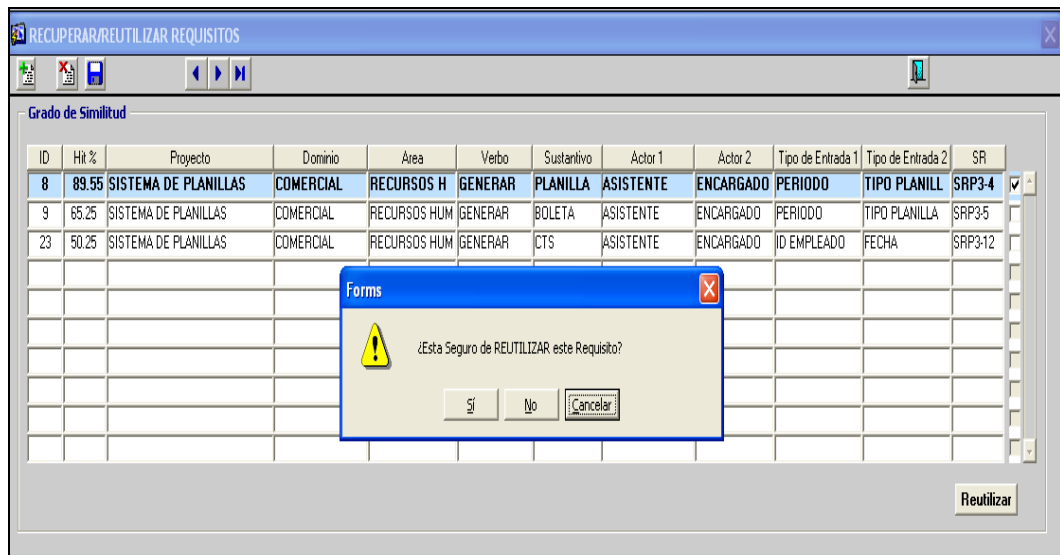 RECUPERAR/REUTILIZAR REQUISITOS
Grado de Similitud
ID Hit % Proyecto Dominio Area Verbo Sustantivo Actor 1 Actor 2 Tipo de Entrada 1 Tipo de Entrada 2 SR
8 89.55 SISTEMA DE PLANILLAS COMERCIAL RECURSOS H GENERAR PLANILLA ASISTENTE ENCARGADO PERIODO TIPO PLANILL SRP3-4
9 65.25 SISTEMA DE PLANILLAS COMERCIAL RECURSOS HUM GENERAR BOLETA ASISTENTE ENCARGADO PERIODO TIPO PLANILLA SRP3-5
23 50.25 SISTEMA DE PLANILLAS COMERCIAL RECURSOS HUM GENERAR CTS ASISTENTE ENCARGADO ID EMPLEADO FECHA SRP3-12
Forms
¿Esta Seguro de REUTILIZAR este Requisito?
Sí No Cancelar
Reutilizar